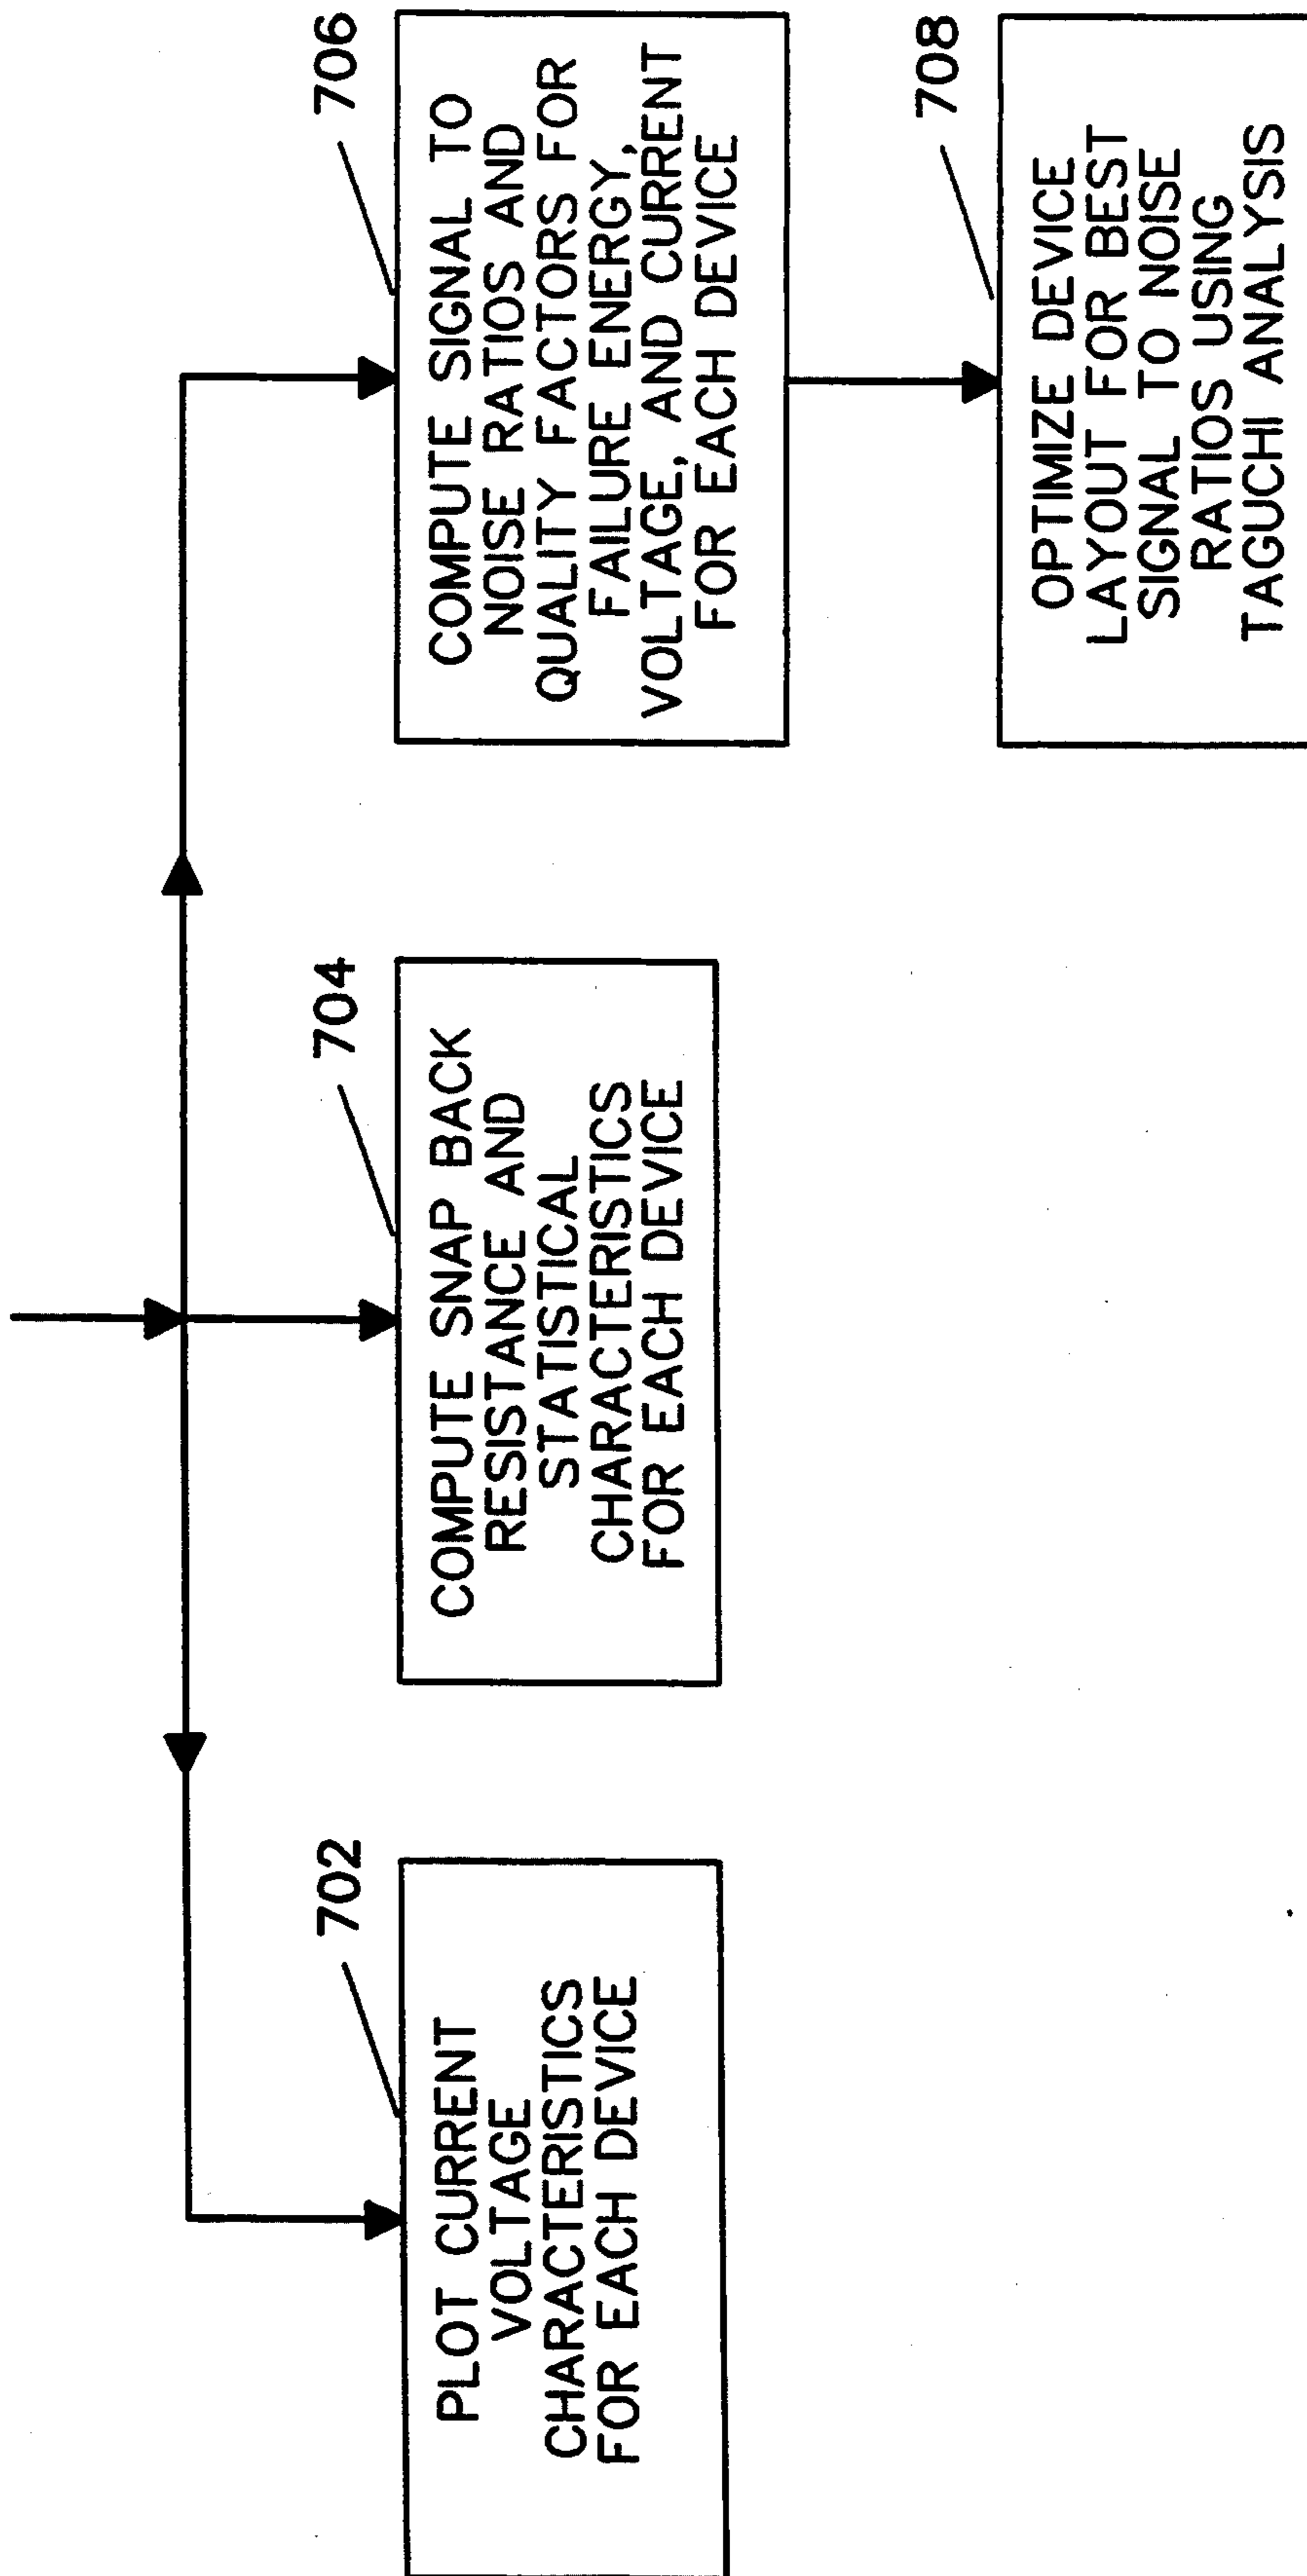 702
PLOT CURRENT
VOLTAGE
CHARACTERISTICS
FOR EACH DEVICE
704
COMPUTE SNAP BACK
RESISTANCE AND
STATISTICAL
CHARACTERISTICS
FOR EACH DEVICE
706
COMPUTE SIGNAL TO
NOISE RATIOS AND
QUALITY FACTORS FOR
FAILURE ENERGY,
VOLTAGE, AND CURRENT
FOR EACH DEVICE
708
OPTIMIZE DEVICE
LAYOUT FOR BEST
SIGNAL TO NOISE
RATIOS USING
TAGUCHI ANALYSIS